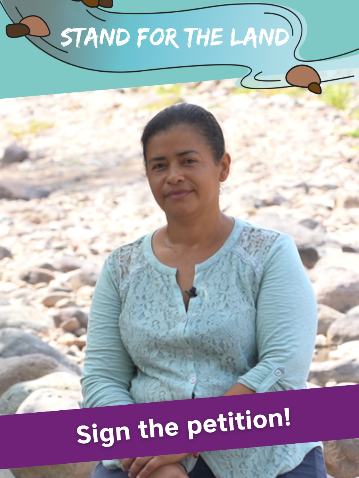 STAND FOR THE LAND
Sign the petition!